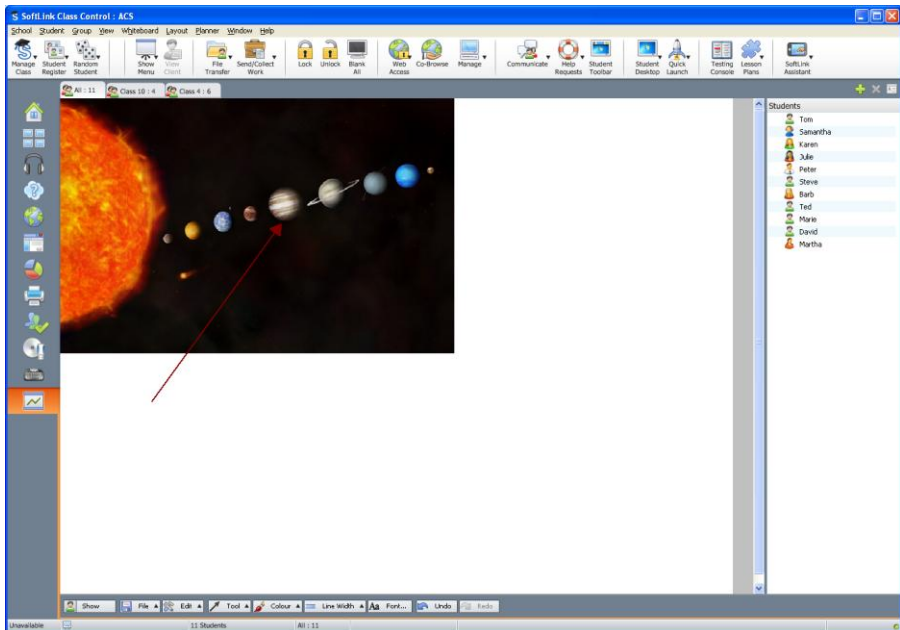 SoftLink Class Control : ACS
School Student Group View Whiteboard Layout Planner Window Help
Manage Class Student Register Random Student Show Menu View Client File Transfer Send/Collect Work Lock Unlock Blank All Web Access Co-Browse Manage Communicate Help Requests Student Toolbar Student Desktop Quick Launch Testing Console Lesson Plans SoftLink Assistant
All : 11 Class 10 : 4 Class 4 : 6
Students
Tom
Samantha
Karen
Julie
Peter
Steve
Barb
Ted
Marie
David
Martha
Show File Edit Tool Colour Line Width Aa Font... Undo Redo
Unavailable 11 Students All : 11